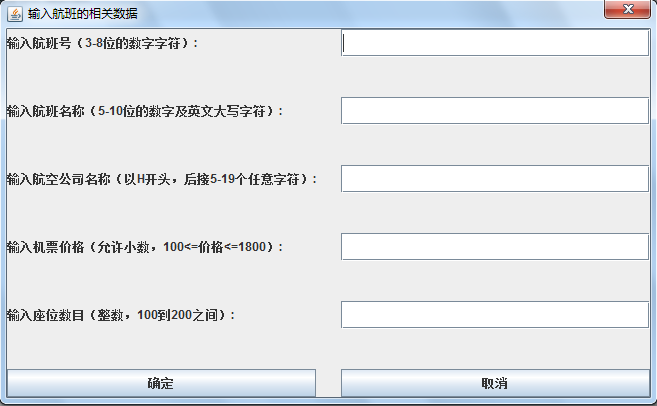 输入航班的相关数据
输入航班号（3-8位的数字字符）：
输入航班名称（5-10位的数字及英文大写字符）：
输入航空公司名称（以H开头，后接5-19个任意字符）：
输入机票价格（允许小数，100<=价格<=1800）：
输入座位数目（整数，100到200之间）：
确定 取消